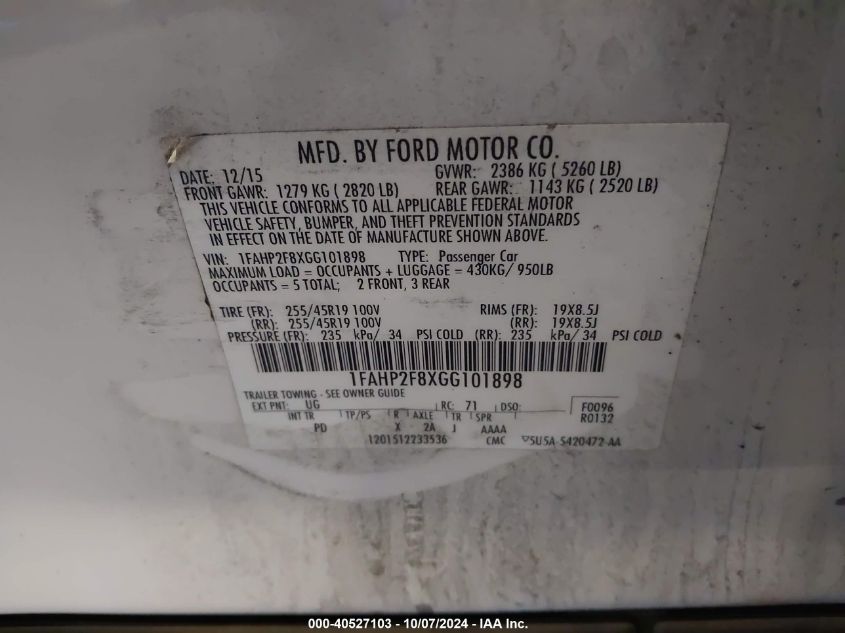 MFD. BY FORD MOTOR CO.
DATE: 12/15 GVWR: 2386 KG ( 5260 LB)
FRONT GAWR: 1279 KG ( 2820 LB) REAR GAWR: 1143 KG ( 2520 LB)
THIS VEHICLE CONFORMS TO ALL APPLICABLE FEDERAL MOTOR
VEHICLE SAFETY, BUMPER, AND THEFT PREVENTION STANDARDS
IN EFFECT ON THE DATE OF MANUFACTURE SHOWN ABOVE.
VIN: 1FAHP2F8XGG101898 TYPE: Passenger Car
MAXIMUM LOAD = OCCUPANTS + LUGGAGE = 430KG/ 950LB
OCCUPANTS = 5 TOTAL; 2 FRONT, 3 REAR
TIRE (FR): 255/45R19 100V RIMS (FR): 19X8.5J
(RR): 255/45R19 100V (RR): 19X8.5J
PRESSURE (FR): 235 kPa/ 34 PSI COLD (RR): 235 kPa/ 34 PSI COLD
1FAHP2F8XGG101898
TRAILER TOWING - SEE OWNER GUIDE
EXT PNT: UG RC: 71 DSO: F0096
INT TR TP/PS R AXLE TR SPR R0132
PD X 2A J AAAA
1201512233536 CMC 5U5A-5420472-AA
000-40527103 - 10/07/2024 - IAA Inc.